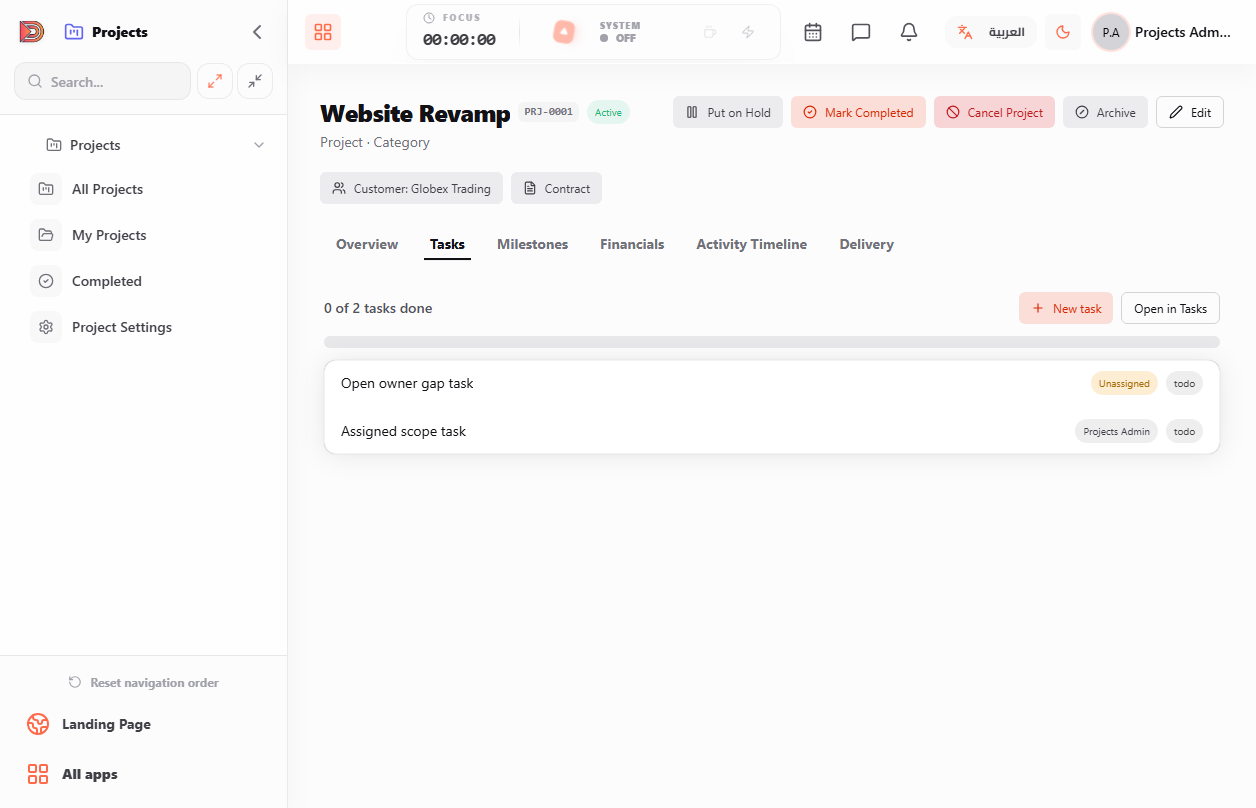 Projects
Search...
Projects
All Projects
My Projects
Completed
Project Settings
Reset navigation order
Landing Page
All apps
FOCUS
00:00:00
SYSTEM
OFF
العربية
P.A
Projects Adm...
Website Revamp PRJ-0001 Active
Project · Category
Put on Hold
Mark Completed
Cancel Project
Archive
Edit
Customer: Globex Trading
Contract
Overview Tasks Milestones Financials Activity Timeline Delivery
0 of 2 tasks done
New task
Open in Tasks
Open owner gap task Unassigned todo
Assigned scope task Projects Admin todo